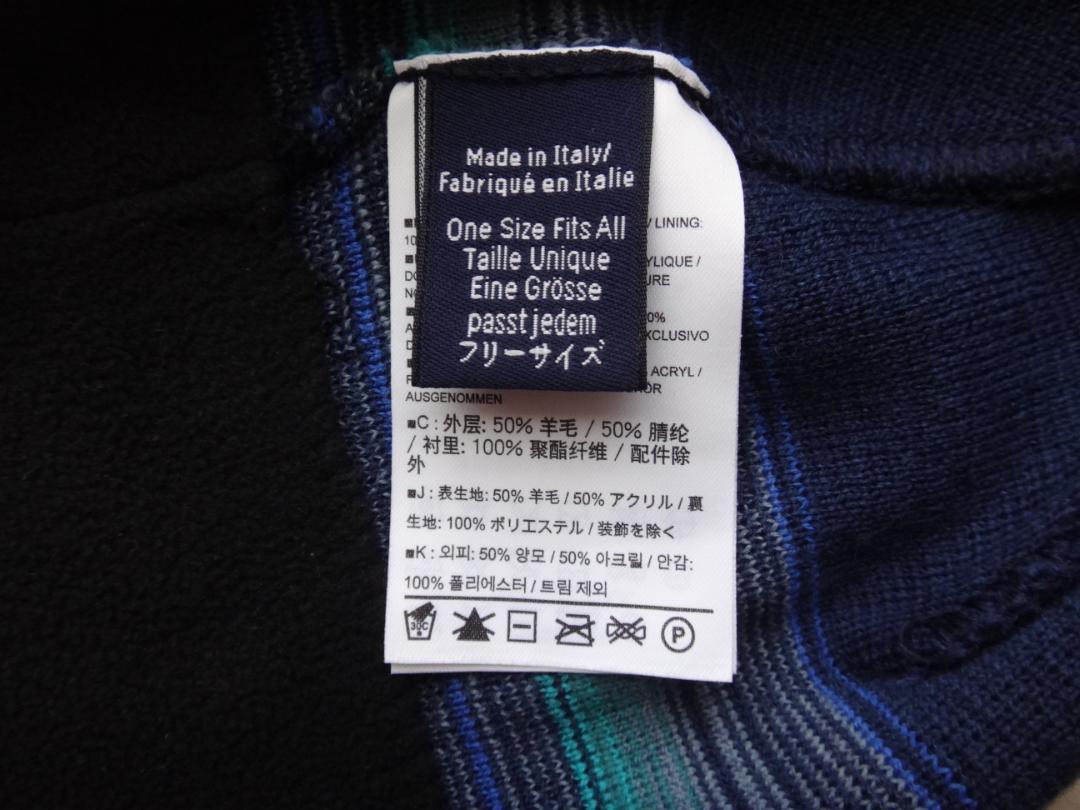 Made in Italy/
Fabriqué en Italie
One Size Fits All
Taille Unique
Eine Grösse
passt jedem
フリーサイズ
LINING:
10
YLIQUE /
DO
URE
0%
XCLUSIVO
ACRYL /
AUSGENOMMEN
■C : 外层: 50% 羊毛 / 50% 腈纶
/ 衬里: 100% 聚酯纤维 / 配件除
外
■J : 表生地: 50% 羊毛 / 50% アクリル / 裏
生地: 100% ポリエステル / 装飾を除く
■K : 외피: 50% 양모 / 50% 아크릴 / 안감:
100% 폴리에스터 / 트림 제외
30C
P